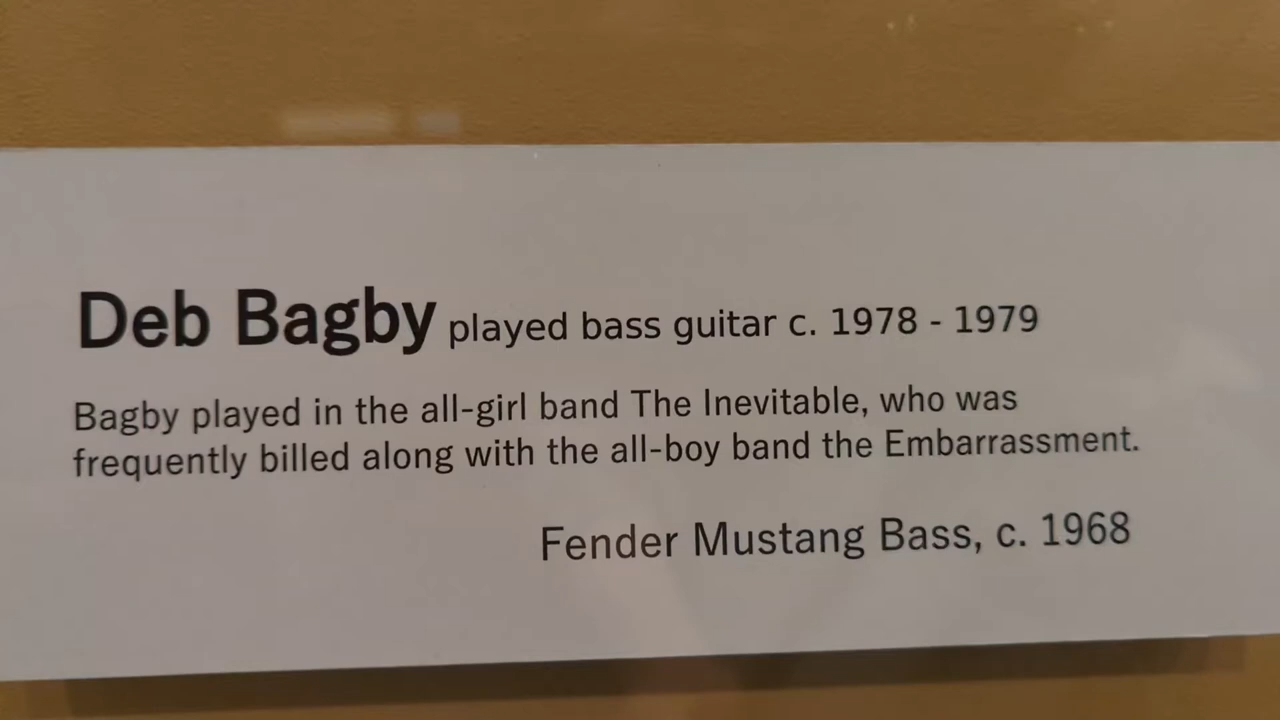 Deb Bagby played bass guitar c. 1978 - 1979
Bagby played in the all-girl band The Inevitable, who was
frequently billed along with the all-boy band the Embarrassment.
Fender Mustang Bass, c. 1968